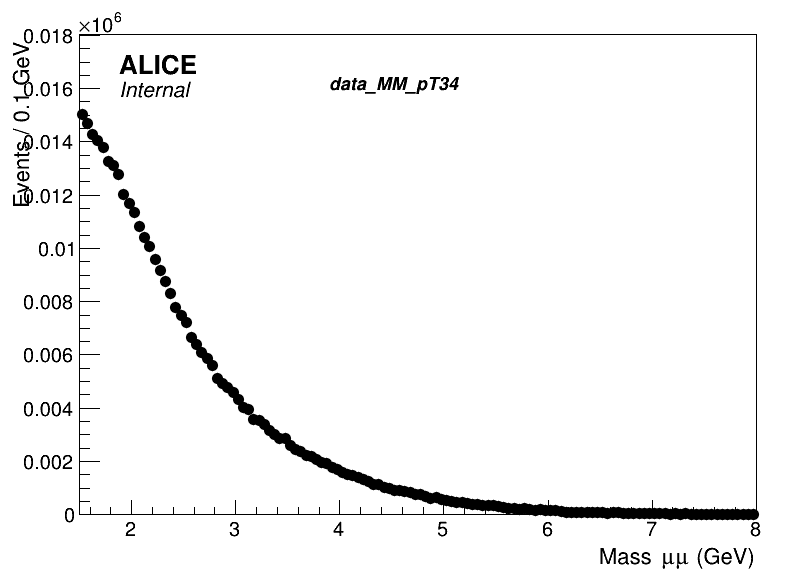 ×10⁶
0.018
0.016
0.014
0.012
0.01
0.008
0.006
0.004
0.002
0
Events / 0.1 GeV
ALICE
Internal
data_MM_pT34
2 3 4 5 6 7 8
Mass μμ (GeV)